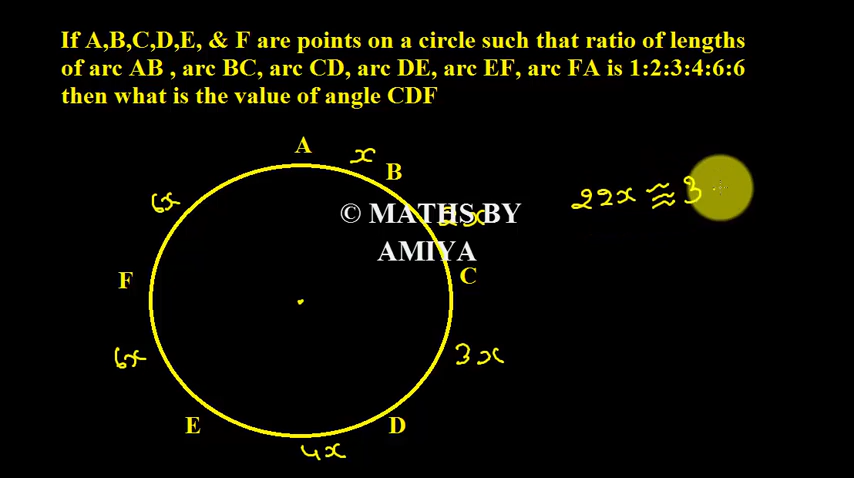 If A,B,C,D,E, & F are points on a circle such that ratio of lengths
of arc AB , arc BC, arc CD, arc DE, arc EF, arc FA is 1:2:3:4:6:6
then what is the value of angle CDF
A
x
B
6x
22x ≈ 3
© MATHS BY
2x
AMIYA
F
C
6x
3x
E
D
4x